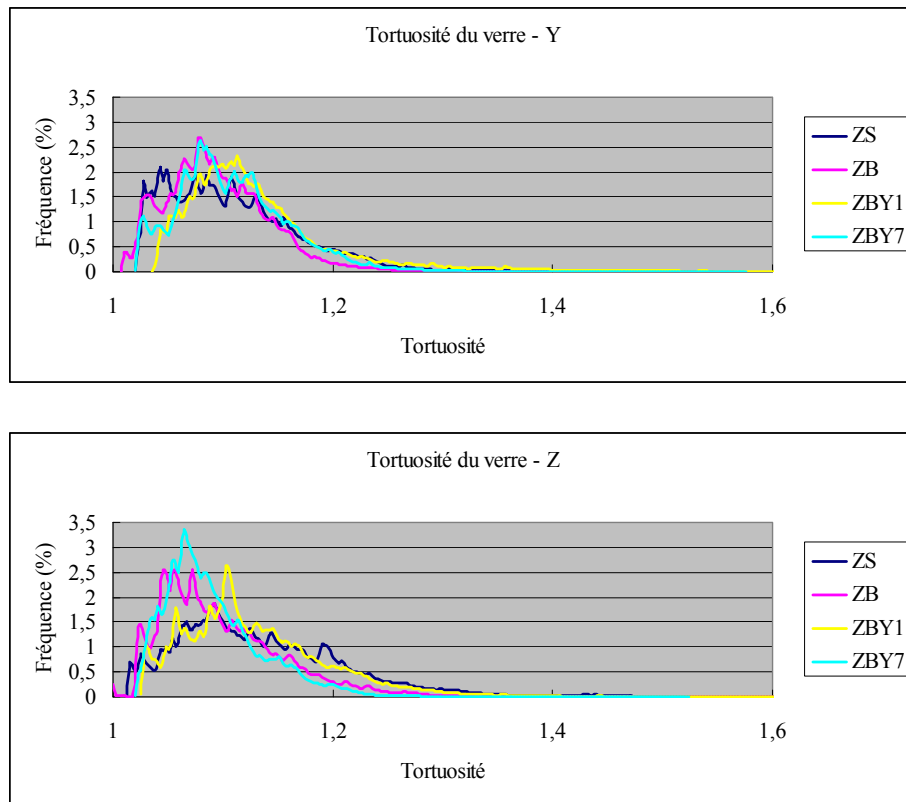 Tortuosité du verre - Y
Fréquence (%)
3,5
3
2,5
2
1,5
1
0,5
0
1
1,2
1,4
1,6
Tortuosité
ZS
ZB
ZBY1
ZBY7
Tortuosité du verre - Z
Fréquence (%)
3,5
3
2,5
2
1,5
1
0,5
0
1
1,2
1,4
1,6
Tortuosité
ZS
ZB
ZBY1
ZBY7